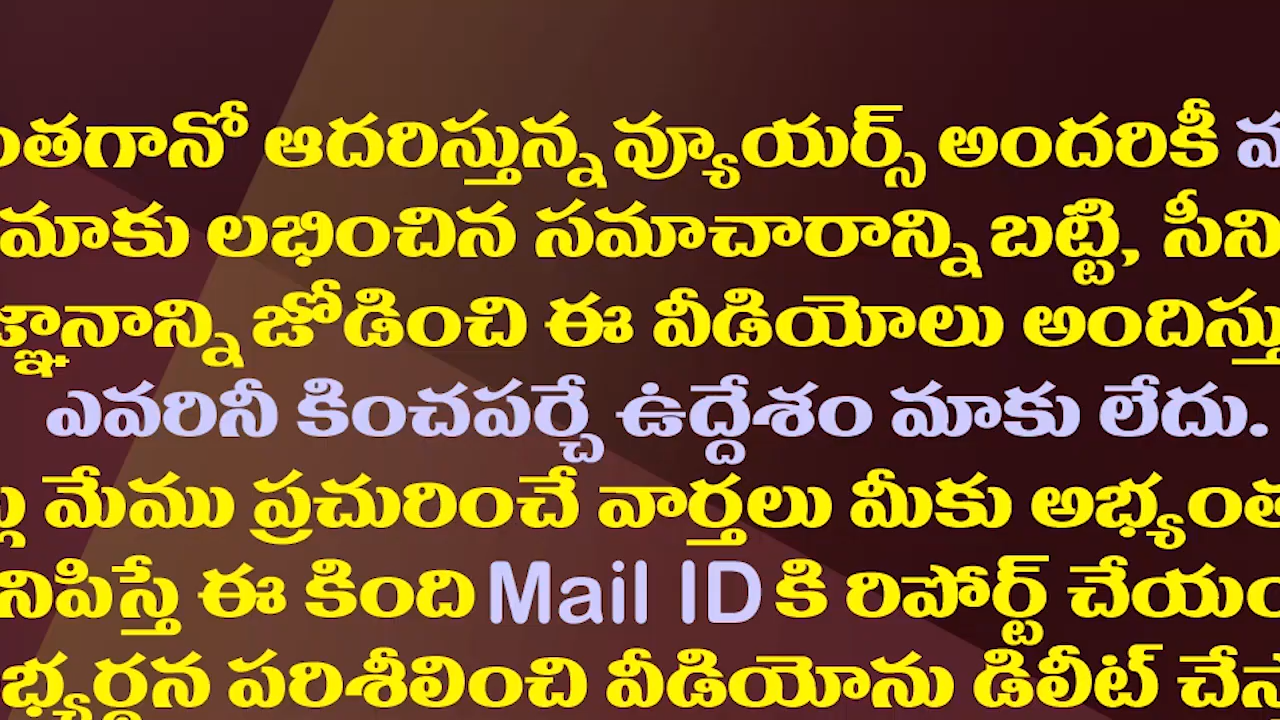 ఆదరిస్తున్న వ్యూయర్స్ అందరికీ
మాకు లభించిన సమాచారాన్ని బట్టి, సీని
జోడించి ఈ వీడియోలు
ఎవరినీ కించపర్చే ఉద్దేశం మాకు లేదు.
మేము ప్రచురించే వార్తలు మీకు
ఈ కింది Mail ID కి రిపోర్ట్
పరిశీలించి వీడియోను డిలీట్